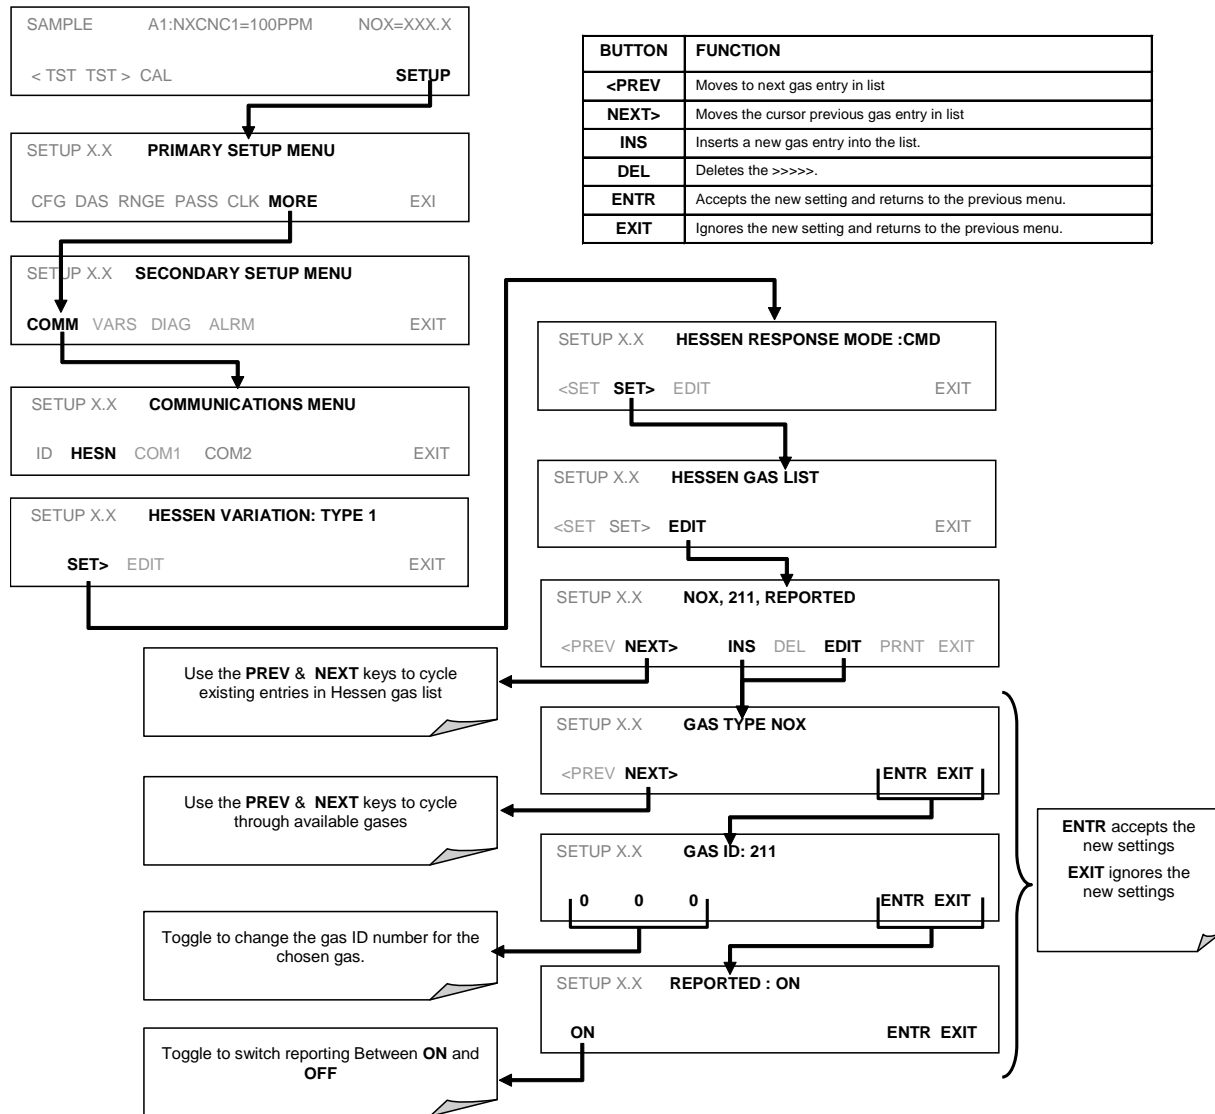 SAMPLE A1:NXCNC1=100PPM NOX=XXX.X
< TST TST > CAL SETUP
SETUP X.X PRIMARY SETUP MENU
CFG DAS RNGE PASS CLK MORE EXI
SETUP X.X SECONDARY SETUP MENU
COMM VARS DIAG ALRM EXIT
SETUP X.X COMMUNICATIONS MENU
ID HESN COM1 COM2 EXIT
SETUP X.X HESSEN VARIATION: TYPE 1
SET> EDIT EXIT
BUTTON FUNCTION
<PREV Moves to next gas entry in list
NEXT> Moves the cursor previous gas entry in list
INS Inserts a new gas entry into the list.
DEL Deletes the >>>>>.
ENTR Accepts the new setting and returns to the previous menu.
EXIT Ignores the new setting and returns to the previous menu.
SETUP X.X HESSEN RESPONSE MODE :CMD
<SET SET> EDIT EXIT
SETUP X.X HESSEN GAS LIST
<SET SET> EDIT EXIT
SETUP X.X NOX, 211, REPORTED
<PREV NEXT> INS DEL EDIT PRNT EXIT
Use the PREV & NEXT keys to cycle
existing entries in Hessen gas list
SETUP X.X GAS TYPE NOX
<PREV NEXT> ENTR EXIT
Use the PREV & NEXT keys to cycle
through available gases
SETUP X.X GAS ID: 211
0 0 0 ENTR EXIT
Toggle to change the gas ID number for the
chosen gas.
SETUP X.X REPORTED : ON
ON ENTR EXIT
Toggle to switch reporting Between ON and
OFF
ENTR accepts the
new settings
EXIT ignores the
new settings